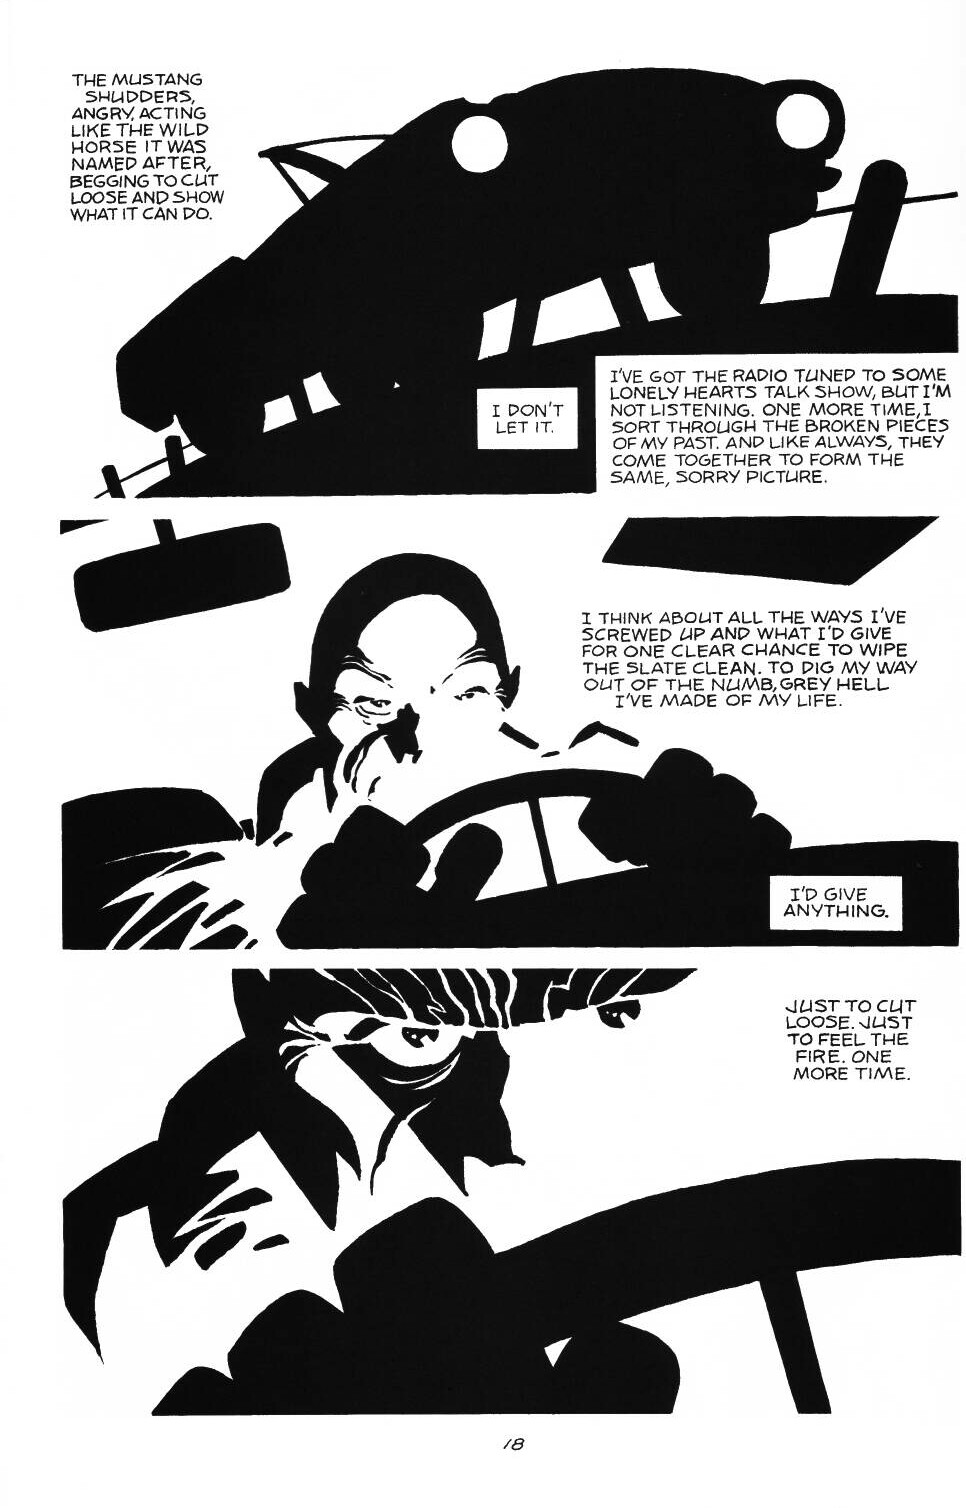 THE MUSTANG
SHUDDERS,
ANGRY, ACTING
LIKE THE WILD
HORSE IT WAS
NAMED AFTER,
BEGGING TO CUT
LOOSE AND SHOW
WHAT IT CAN DO.
I DON'T
LET IT.
I'VE GOT THE RADIO TUNED TO SOME
LONELY HEARTS TALK SHOW, BUT I'M
NOT LISTENING. ONE MORE TIME, I
SORT THROUGH THE BROKEN PIECES
OF MY PAST. AND LIKE ALWAYS, THEY
COME TOGETHER TO FORM THE
SAME, SORRY PICTURE.
I THINK ABOUT ALL THE WAYS I'VE
SCREWED UP AND WHAT I'D GIVE
FOR ONE CLEAR CHANCE TO WIPE
THE SLATE CLEAN. TO DIG MY WAY
OUT OF THE NUMB, GREY HELL
I'VE MADE OF MY LIFE.
I'D GIVE
ANYTHING.
JUST TO CUT
LOOSE. JUST
TO FEEL THE
FIRE. ONE
MORE TIME.
18